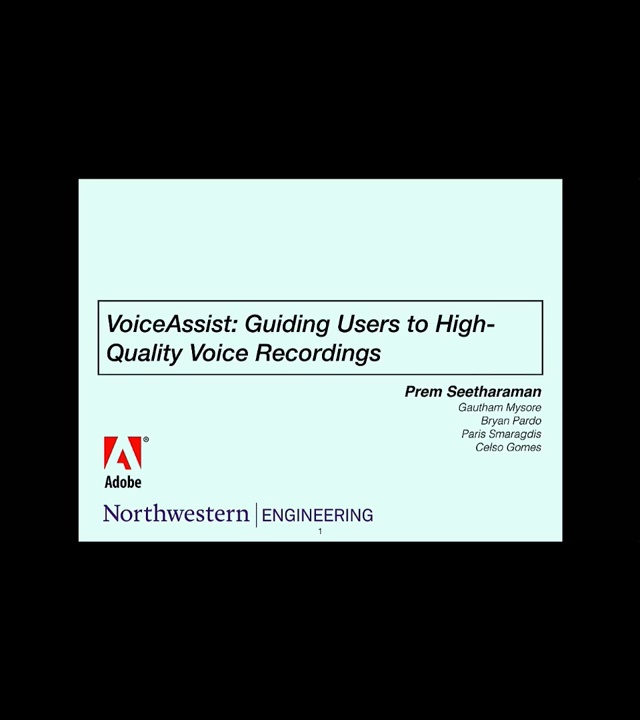 VoiceAssist: Guiding Users to High-
Quality Voice Recordings
Prem Seetharaman
Gautham Mysore
Bryan Pardo
Paris Smaragdis
Celso Gomes
®
Adobe
Northwestern | ENGINEERING
1